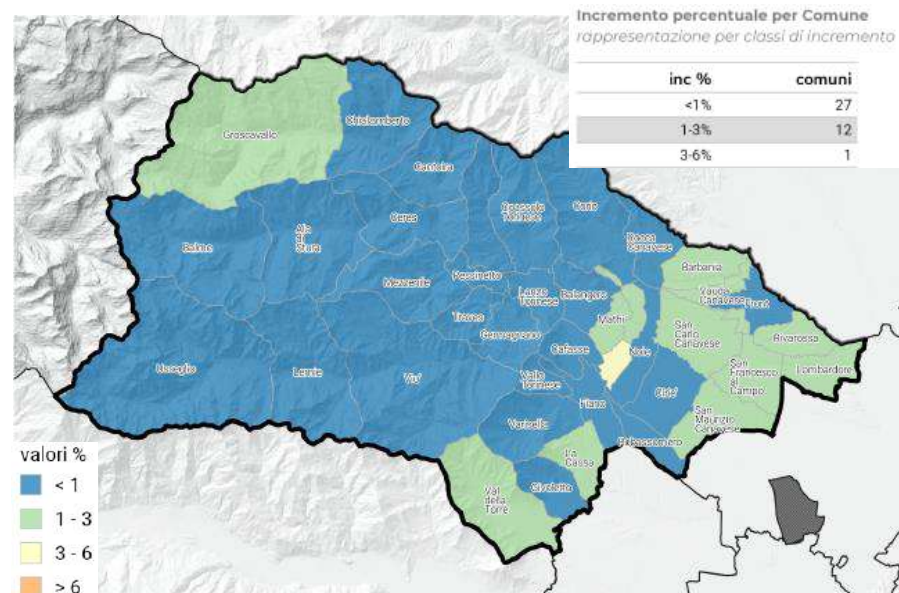 Incremento percentuale per Comune
rappresentazione per classi di incremento
inc % comuni
<1% 27
1-3% 12
3-6% 1
Groscavallo
Chialamberto
Cantoira
Ceres
Corio
Rocca Canavese
Balme
Ala di Stura
Mezzenile
Pessinetto
Lanzo Torinese
Balangero
Barbania
Vauda Canavese
Front
Traves
Germagnano
Mathi
San Carlo Canavese
Rivarossa
Cafasse
Nole
Usseglio
Lemie
Viu'
Vallo Torinese
Cirie'
San Francesco al Campo
Lombardore
Fiano
Varisella
San Maurizio Canavese
Robassomero
La Cassa
Givoletto
Val della Torre
valori %
< 1
1 - 3
3 - 6
> 6